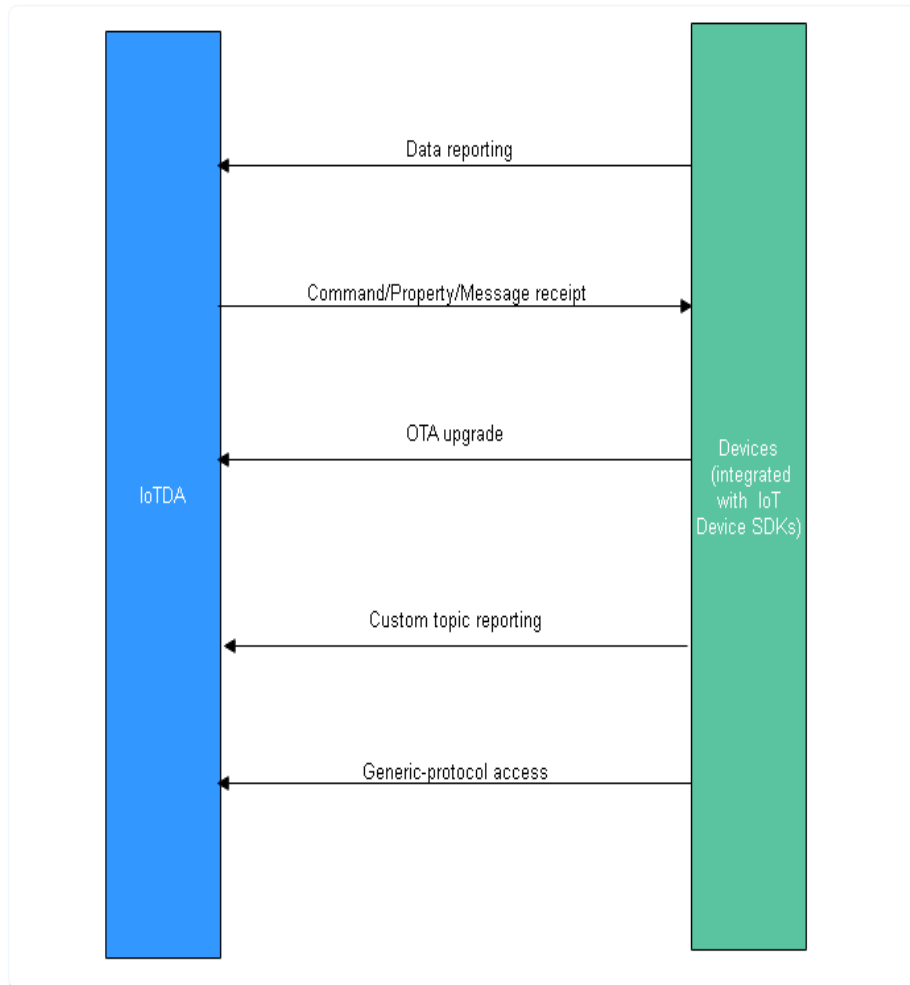 Data reporting
Command/Property/Message receipt
OTA upgrade
IoTDA
Devices
(integrated
with IoT
Device SDKs)
Custom topic reporting
Generic-protocol access